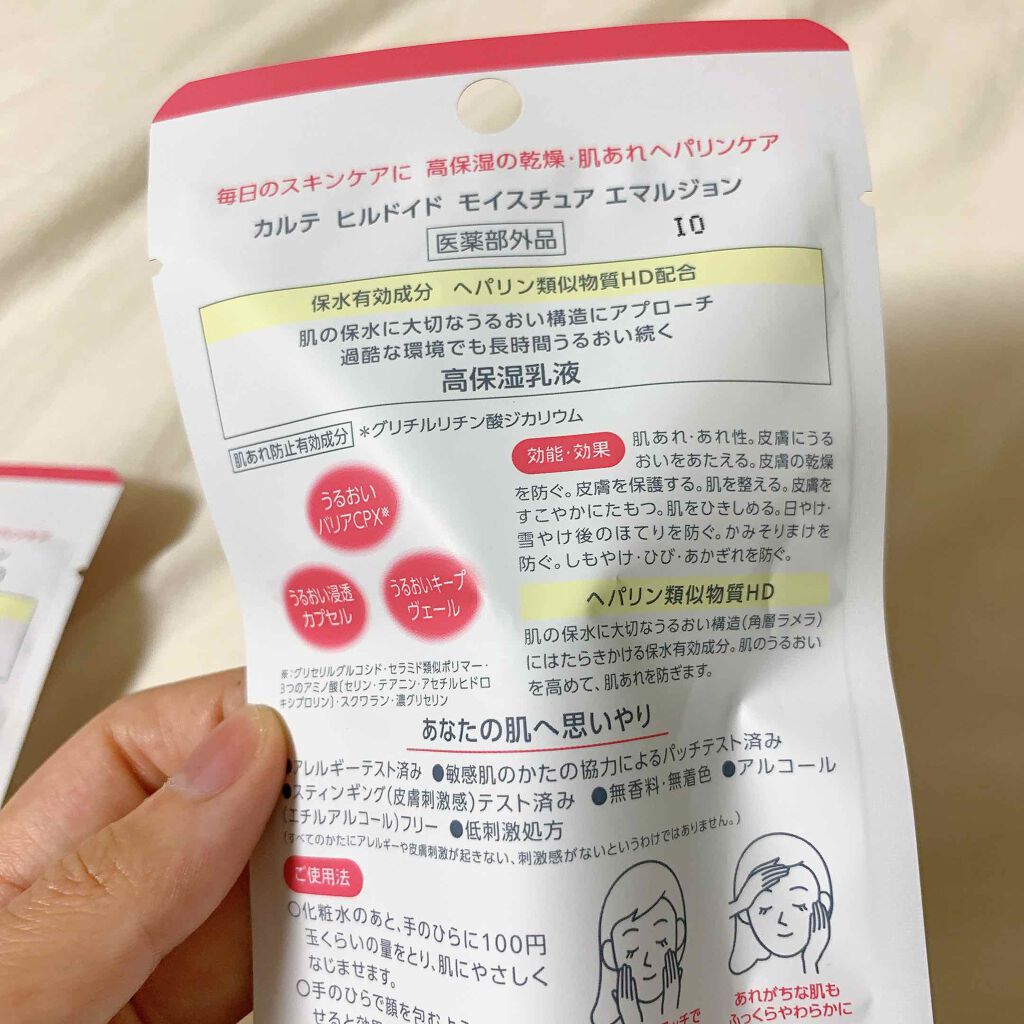 毎日のスキンケアに 高保湿の乾燥・肌あれヘパリンケア
カルテ ヒルドイド モイスチュア エマルジョン
医薬部外品
IO
保水有効成分 ヘパリン類似物質HD配合
肌の保水に大切なうるおい構造にアプローチ
過酷な環境でも長時間うるおい続く
高保湿乳液
肌あれ防止有効成分 *グリチルリチン酸ジカリウム
うるおい
バリアCPX※
うるおい浸透
カプセル
うるおいキープ
ヴェール
※:グリセリルグルコシド・セラミド類似ポリマー・
3つのアミノ酸(セリン・テアニン・アセチルヒドロ
キシプロリン)・スクワラン・濃グリセリン
効能・効果 肌あれ・あれ性。皮膚にうる
おいをあたえる。皮膚の乾燥
を防ぐ。皮膚を保護する。肌を整える。皮膚を
すこやかにたもつ。肌をひきしめる。日やけ・
雪やけ後のほてりを防ぐ。かみそりまけを
防ぐ。しもやけ・ひび・あかぎれを防ぐ。
ヘパリン類似物質HD
肌の保水に大切なうるおい構造(角層ラメラ)
にはたらきかける保水有効成分。肌のうるおい
を高めて、肌あれを防ぎます。
あなたの肌へ思いやり
●アレルギーテスト済み ●敏感肌のかたの協力によるパッチテスト済み
●スティンギング(皮膚刺激感)テスト済み ●無香料・無着色 ●アルコール
(エチルアルコール)フリー ●低刺激処方
(すべてのかたにアレルギーや皮膚刺激が起きない、刺激感がないというわけではありません。)
ご使用法
○化粧水のあと、手のひらに100円
玉くらいの量をとり、肌にやさしく
なじませます。
○手のひらで顔を包むよ
せると効果
ッチで
あれがちな肌も
ふっくらやわらかに